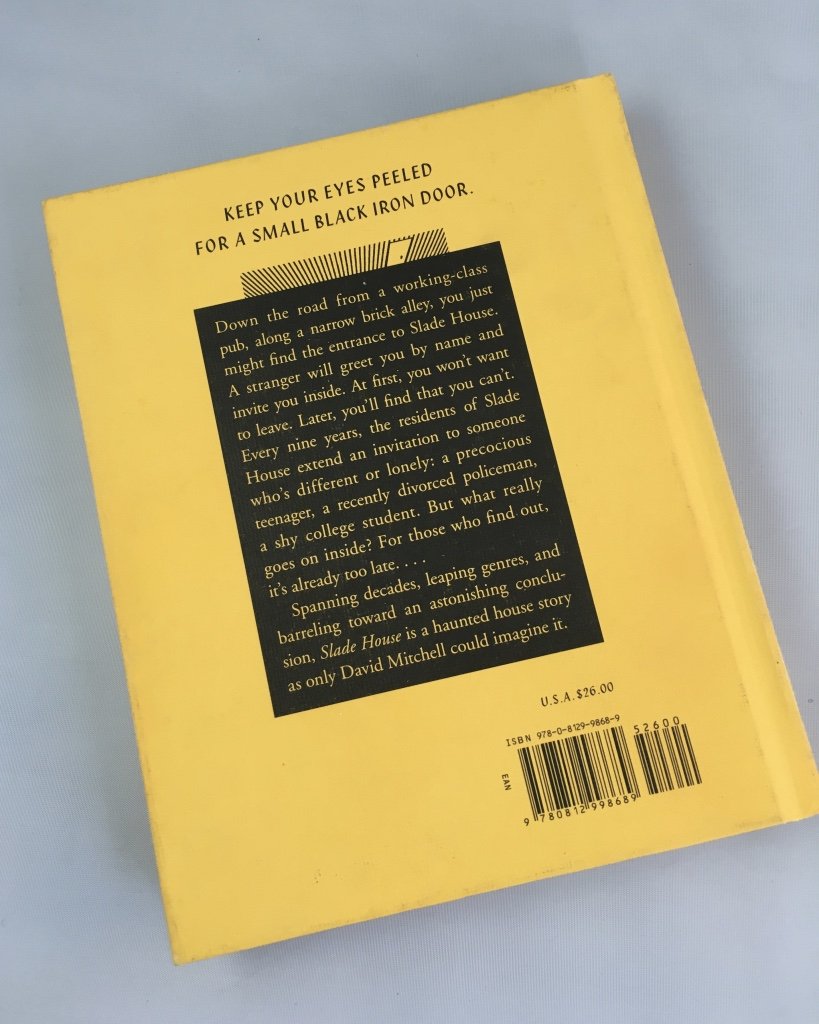 KEEP YOUR EYES PEELED
FOR A SMALL BLACK IRON DOOR.
Down the road from a working-class
pub, along a narrow brick alley, you just
might find the entrance to Slade House.
A stranger will greet you by name and
invite you inside. At first, you won't want
to leave. Later, you'll find that you can't.
Every nine years, the residents of Slade
House extend an invitation to someone
who's different or lonely: a precocious
teenager, a recently divorced policeman,
a shy college student. But what really
goes on inside? For those who find out,
it's already too late. . . .
Spanning decades, leaping genres, and
barreling toward an astonishing conclu-
sion, Slade House is a haunted house story
as only David Mitchell could imagine it.
U.S.A. $26.00
ISBN 978-0-8129-9868-9
52600
EAN
9 780812 998689